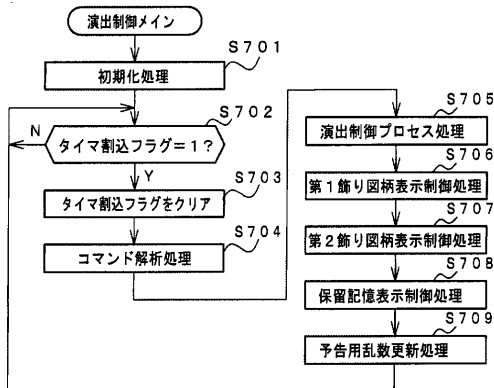 演出制御メイン
S701
初期化処理
S702
N
タイマ割込フラグ＝1？
Y
S703
タイマ割込フラグをクリア
S704
コマンド解析処理
S705
演出制御プロセス処理
S706
第1飾り図柄表示制御処理
S707
第2飾り図柄表示制御処理
S708
保留記憶表示制御処理
S709
予告用乱数更新処理